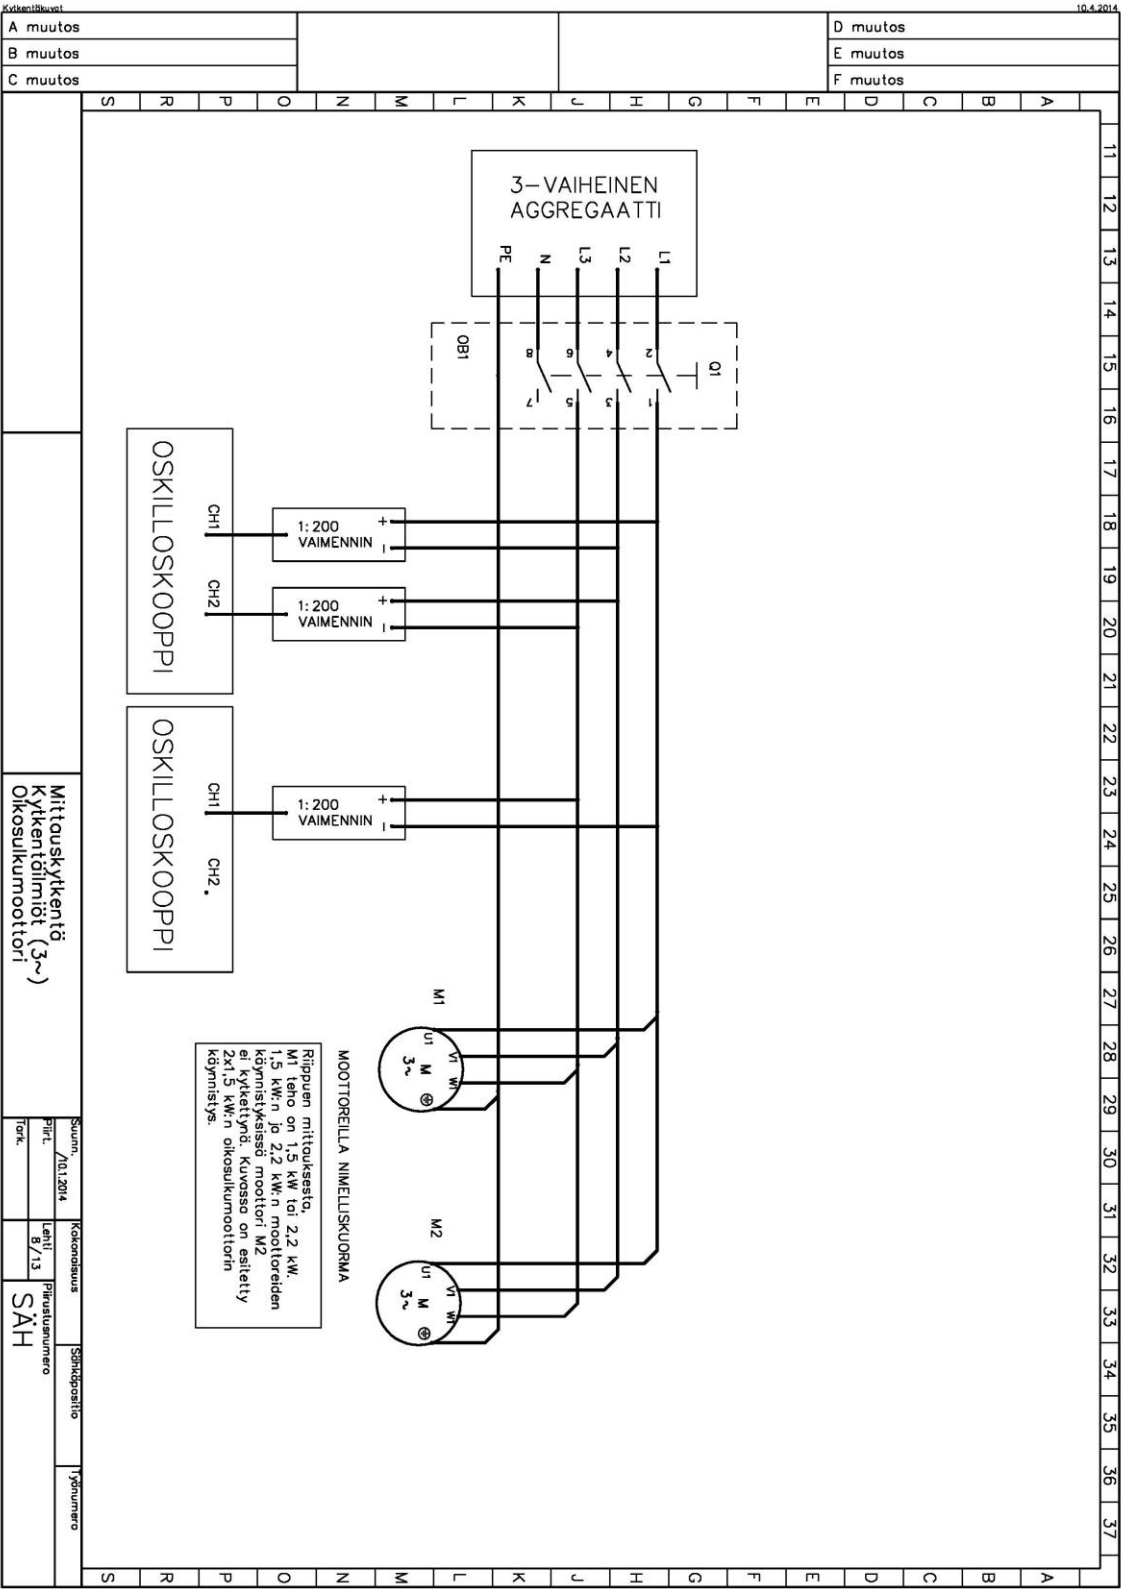 Kytkentäkuvat
10.4.2014
A muutos
B muutos
C muutos
D muutos
E muutos
F muutos
S R P O N M L K J H G F E D C B A
11
12
13
14
15
16
17
18
19
20
21
22
23
24
25
26
27
28
29
30
31
32
33
34
35
36
37
3-VAIHEINEN
AGGREGAATTI
PE
N
L3
L2
L1
OB1
Q1
8
6
4
2
7
5
3
1
OSKILLOSKOOPPI
CH1
CH2
1:200
VAIMENNIN
+
-
1:200
VAIMENNIN
+
-
OSKILLOSKOOPPI
CH1
CH2
1:200
VAIMENNIN
+
-
M1
U1
V1
W1
M
3~
M2
U1
V1
W1
M
3~
MOOTTOREILLA NIMELLISKUORMA
Riippuen mittauksesta,
M1 teho on 1,5 kW tai 2,2 kW.
1,5 kW:n ja 2,2 kW:n moottoreiden
käynnistyksissä moottori M2
ei kytkettynä. Kuvassa on esitetty
2x1,5 kW:n oikosulkumoottorin
käynnistys.
Mittauskytkentä
Kytkentäilmiöt (3~)
Oikosulkumoottori
Suunn.
/10.1.2014
Piirt.
Tark.
Kokonaisuus
Lehti
8/13
Piirustusnumero
SÄH
Sähköpositio
Työnumero
S R P O N M L K J H G F E D C B A